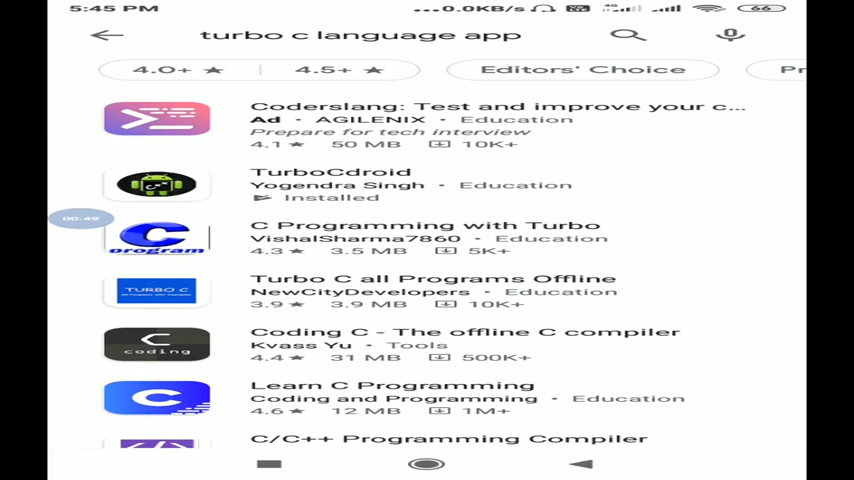 5:45 PM ...0.0KB/s 4G 66
turbo c language app
4.0+ ★ 4.5+ ★ Editors' Choice Pr
Coderslang: Test and improve your c...
Ad • AGILENIX • Education
Prepare for tech interview
4.1 ★ 50 MB 10K+
TurboCdroid
Yogendra Singh • Education
Installed
00:49
C Programming with Turbo
C
program
VishalSharma7860 • Education
4.3 ★ 3.5 MB 5K+
Turbo C all Programs Offline
TURBO C
NewCityDevelopers • Education
3.9 ★ 3.9 MB 10K+
Coding C - The offline C compiler
C
coding
Kvass Yu • Tools
4.4 ★ 31 MB 500K+
Learn C Programming
C
Coding and Programming • Education
4.6 ★ 12 MB 1M+
C/C++ Programming Compiler